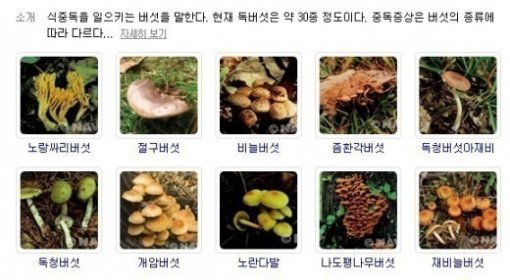 소개 식중독을 일으키는 버섯을 말한다. 현재 독버섯은 약 30종 정도이다. 중독증상은 버섯의 종류에
따라 다르다... 자세히 보기
노랑싸리버섯 절구버섯 비늘버섯 좀환각버섯 독청버섯아재비
독청버섯 개암버섯 노란다발 나도팽나무버섯 재비늘버섯